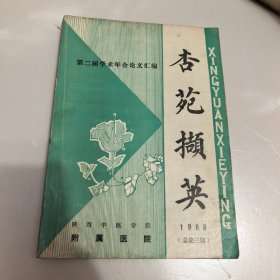 第二届学术年会论文汇编
杏苑撷英
XINGYUANXIEYING
1988
（总第三期）
陕西中医学院
附属医院